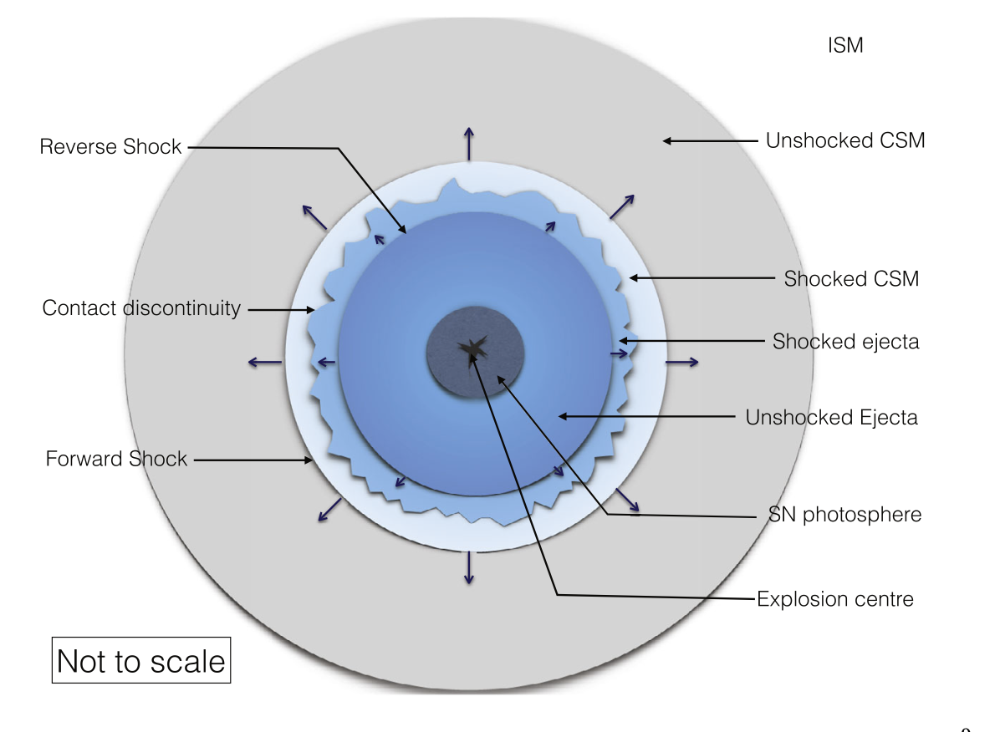 ISM
Reverse Shock
Unshocked CSM
Shocked CSM
Contact discontinuity
Shocked ejecta
Unshocked Ejecta
Forward Shock
SN photosphere
Explosion centre
Not to scale